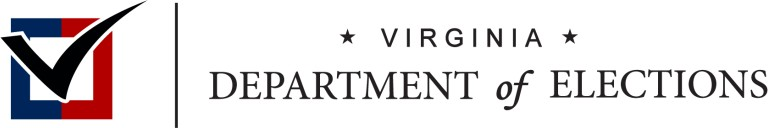 ★ VIRGINIA ★
DEPARTMENT of ELECTIONS